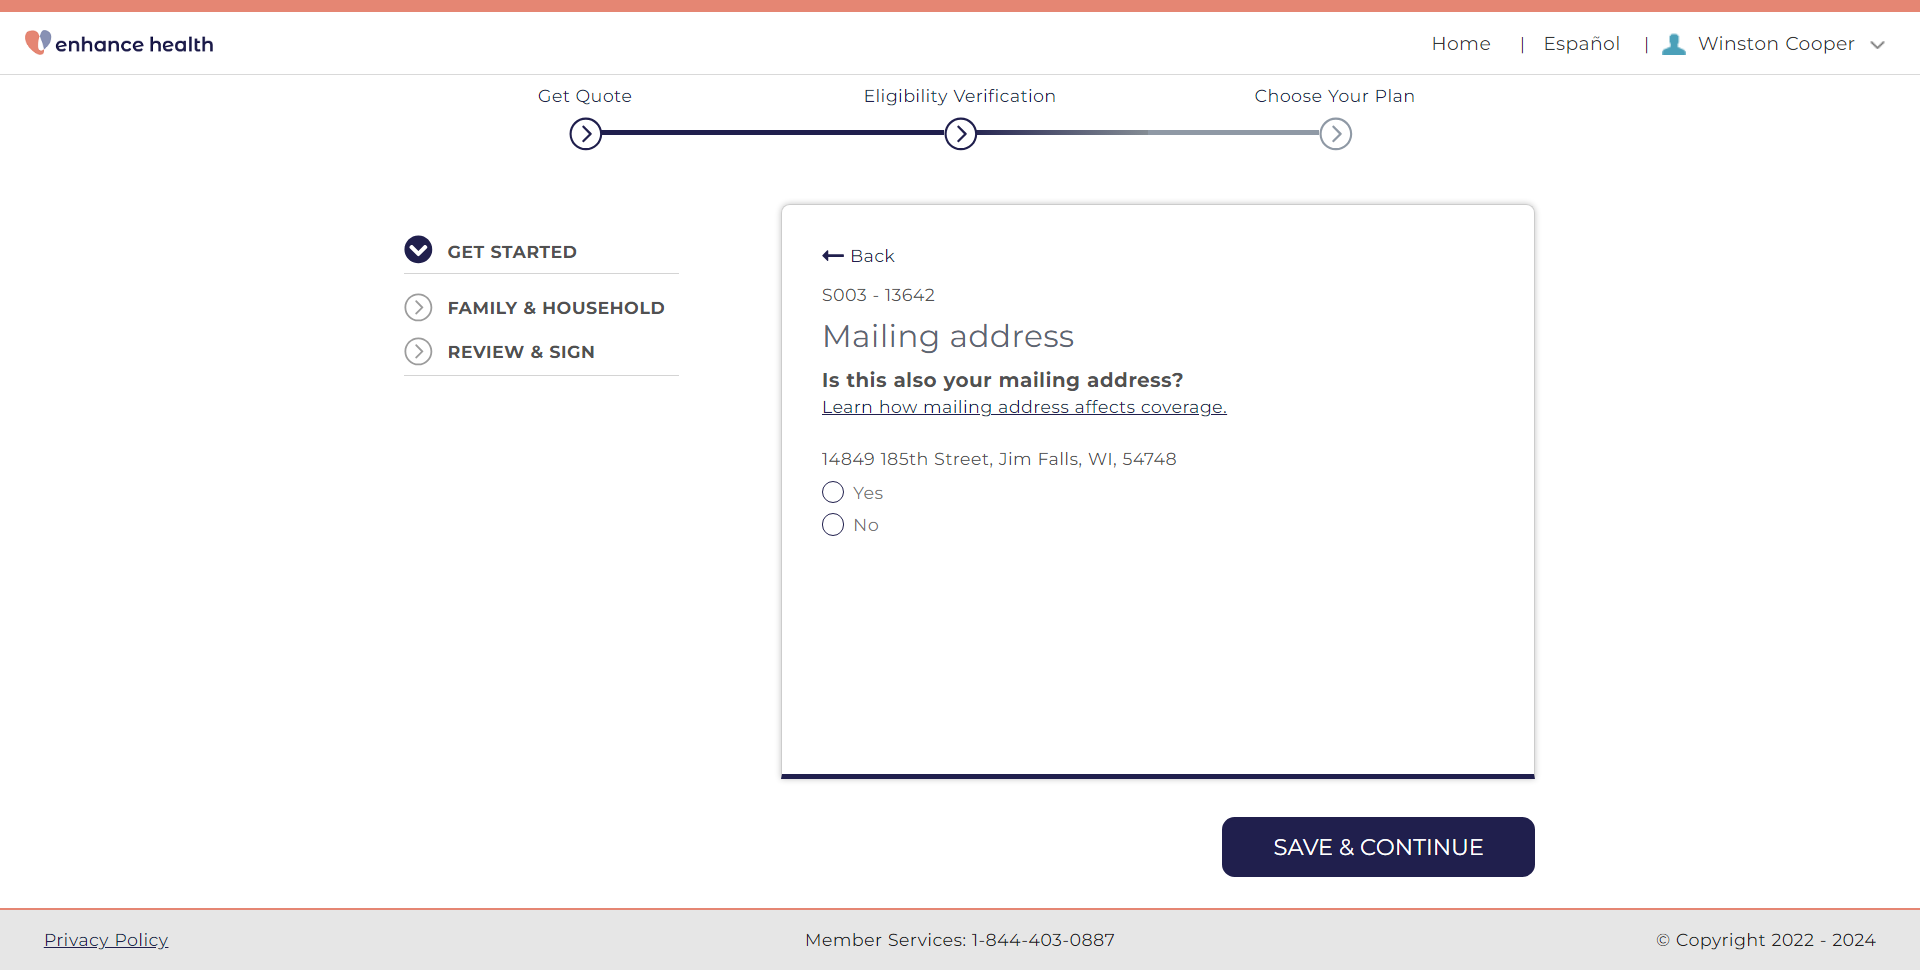 enhance health
Home | Español | Winston Cooper
Get Quote
Eligibility Verification
Choose Your Plan
GET STARTED
FAMILY & HOUSEHOLD
REVIEW & SIGN
Back
S003 - 13642
Mailing address
Is this also your mailing address?
Learn how mailing address affects coverage.
14849 185th Street, Jim Falls, WI, 54748
Yes
No
SAVE & CONTINUE
Privacy Policy
Member Services: 1-844-403-0887
© Copyright 2022 - 2024